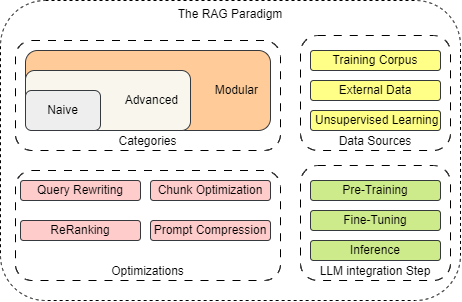 The RAG Paradigm
Modular
Advanced
Naive
Categories
Training Corpus
External Data
Unsupervised Learning
Data Sources
Query Rewriting
Chunk Optimization
ReRanking
Prompt Compression
Optimizations
Pre-Training
Fine-Tuning
Inference
LLM integration Step